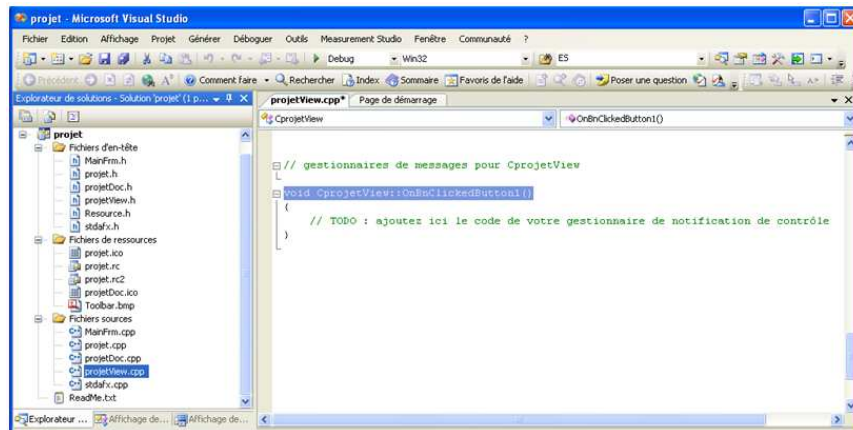 projet - Microsoft Visual Studio
Fichier Edition Affichage Projet Générer Déboguer Outils Measurement Studio Fenêtre Communauté ?
Debug Win32 ES
Précédent Comment faire Rechercher Index Sommaire Favoris de l'aide Poser une question
Explorateur de solutions - Solution 'projet' (1 p...
projetView.cpp* Page de démarrage
CprojetView OnBnClickedButton1()
projet
Fichiers d'en-tête
MainFrm.h
projet.h
projetDoc.h
projetView.h
Resource.h
stdafx.h
Fichiers de ressources
projet.ico
projet.rc
projet.rc2
projetDoc.ico
Toolbar.bmp
Fichiers sources
MainFrm.cpp
projet.cpp
projetDoc.cpp
projetView.cpp
stdafx.cpp
ReadMe.txt
Explorateur ... Affichage de... Affichage de...
// gestionnaires de messages pour CprojetView
void CprojetView::OnBnClickedButton1()
{
// TODO : ajoutez ici le code de votre gestionnaire de notification de contrôle
}